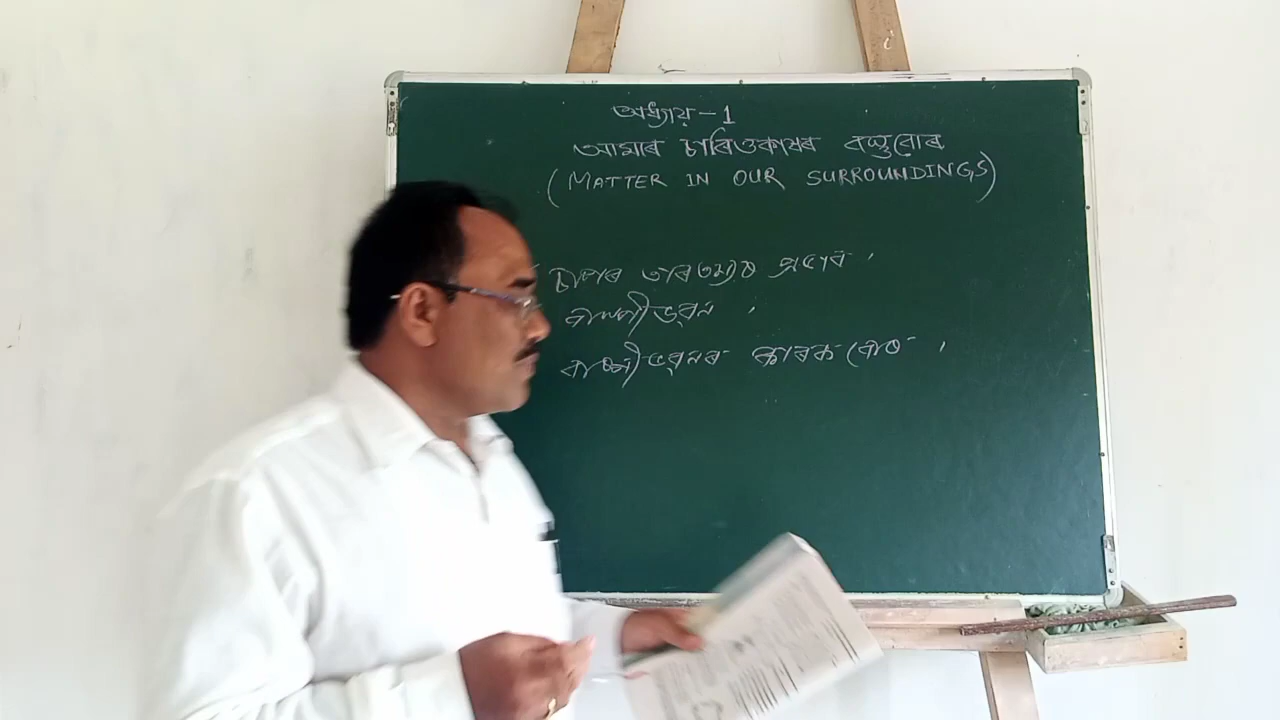 অধ্যায় - 1
আমাৰ চাৰিওকাষৰ বস্তুবোৰ
(MATTER IN OUR SURROUNDINGS)
চাপৰ তাৰতম্যৰ প্ৰভাৱ .
বাষ্পীভৱন .
বাষ্পীভৱনৰ কাৰক বোৰ .